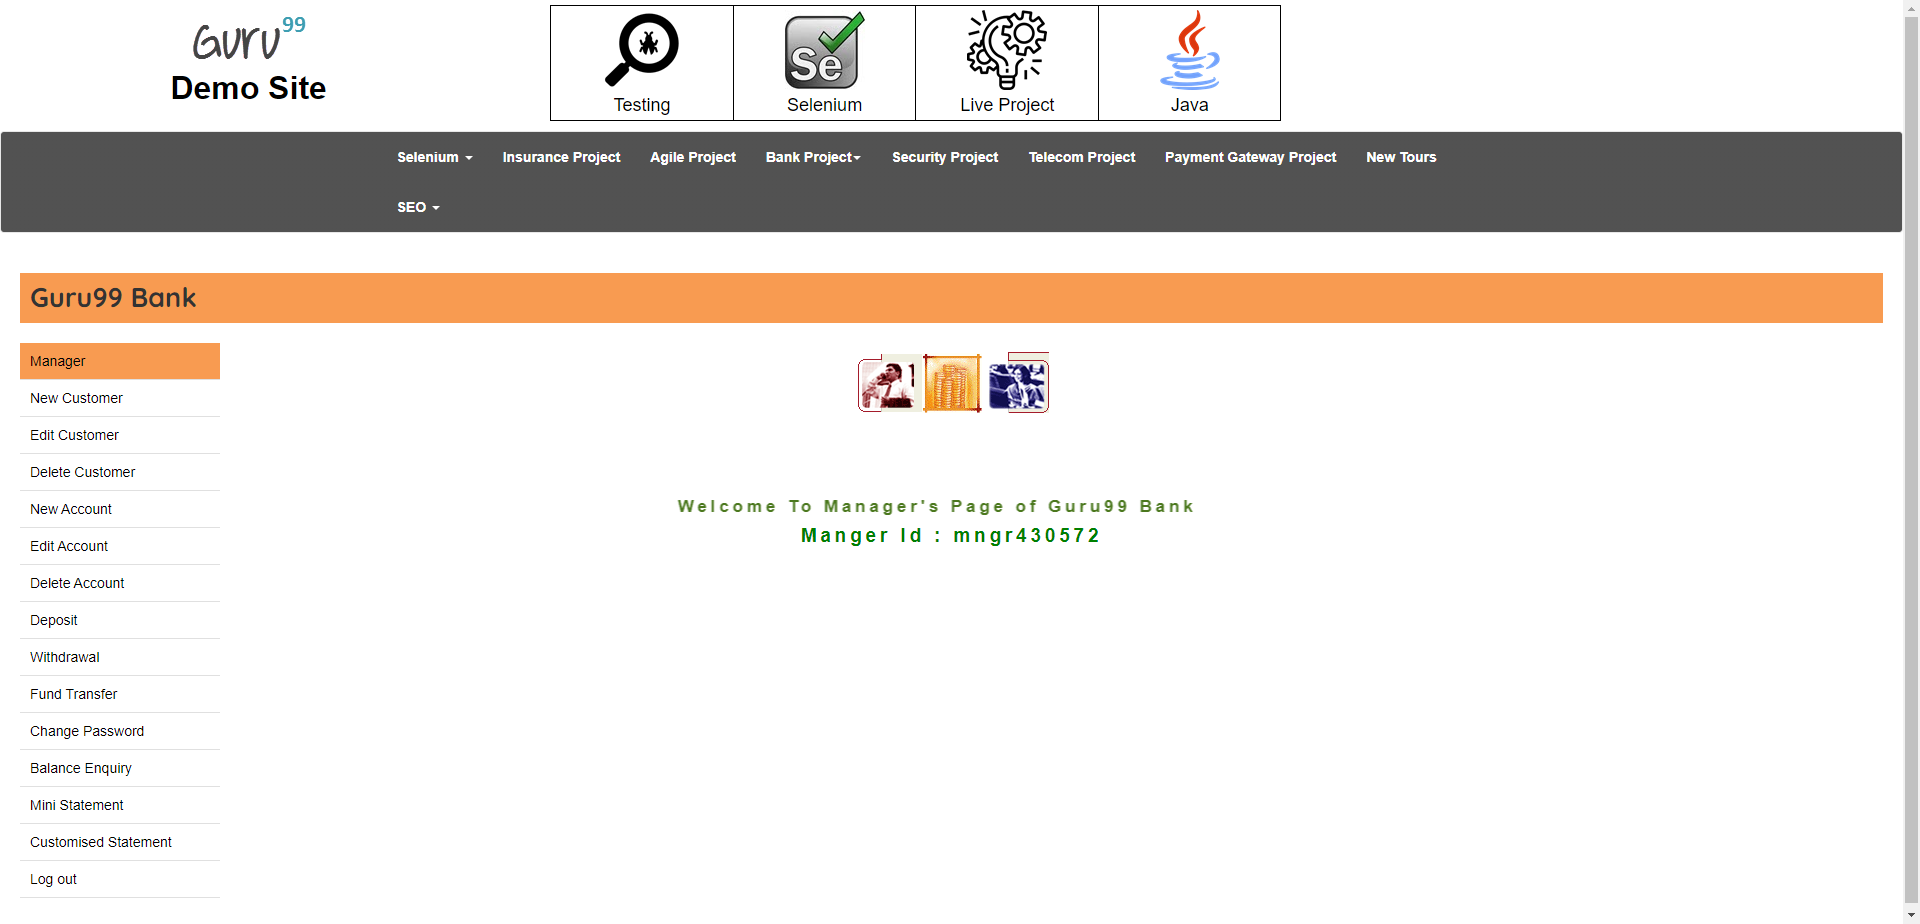 Guru99
Demo Site
Testing
Se
Selenium
Live Project
Java
Selenium
Insurance Project
Agile Project
Bank Project
Security Project
Telecom Project
Payment Gateway Project
New Tours
SEO
Guru99 Bank
Manager
New Customer
Edit Customer
Delete Customer
New Account
Edit Account
Delete Account
Deposit
Withdrawal
Fund Transfer
Change Password
Balance Enquiry
Mini Statement
Customised Statement
Log out
Welcome To Manager's Page of Guru99 Bank
Manger Id : mngr430572